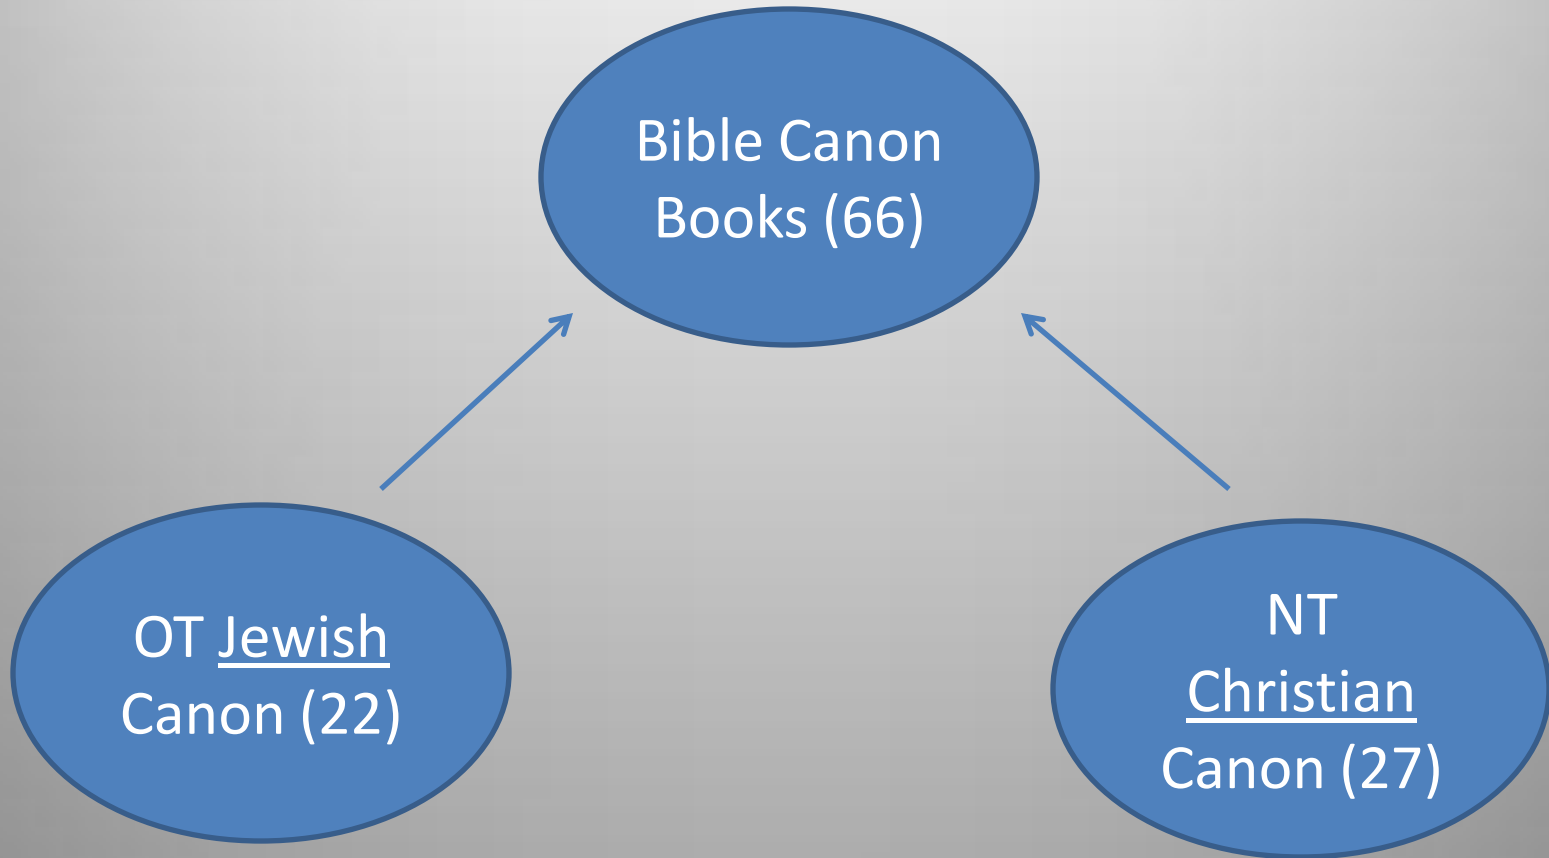 Bible Canon
Books (66)
OT Jewish
Canon (22)
NT
Christian
Canon (27)